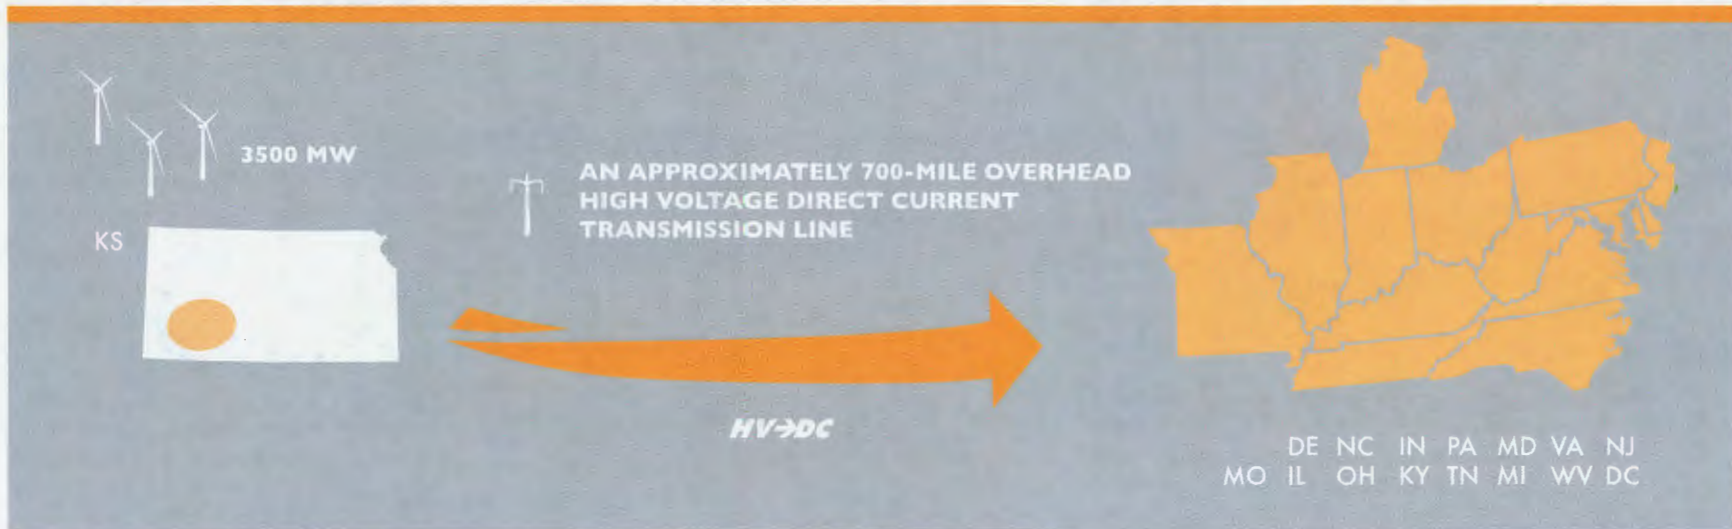 3500 MW
KS
AN APPROXIMATELY 700-MILE OVERHEAD
HIGH VOLTAGE DIRECT CURRENT
TRANSMISSION LINE
HV→DC
DE NC IN PA MD VA NJ
MO IL OH KY TN MI WV DC